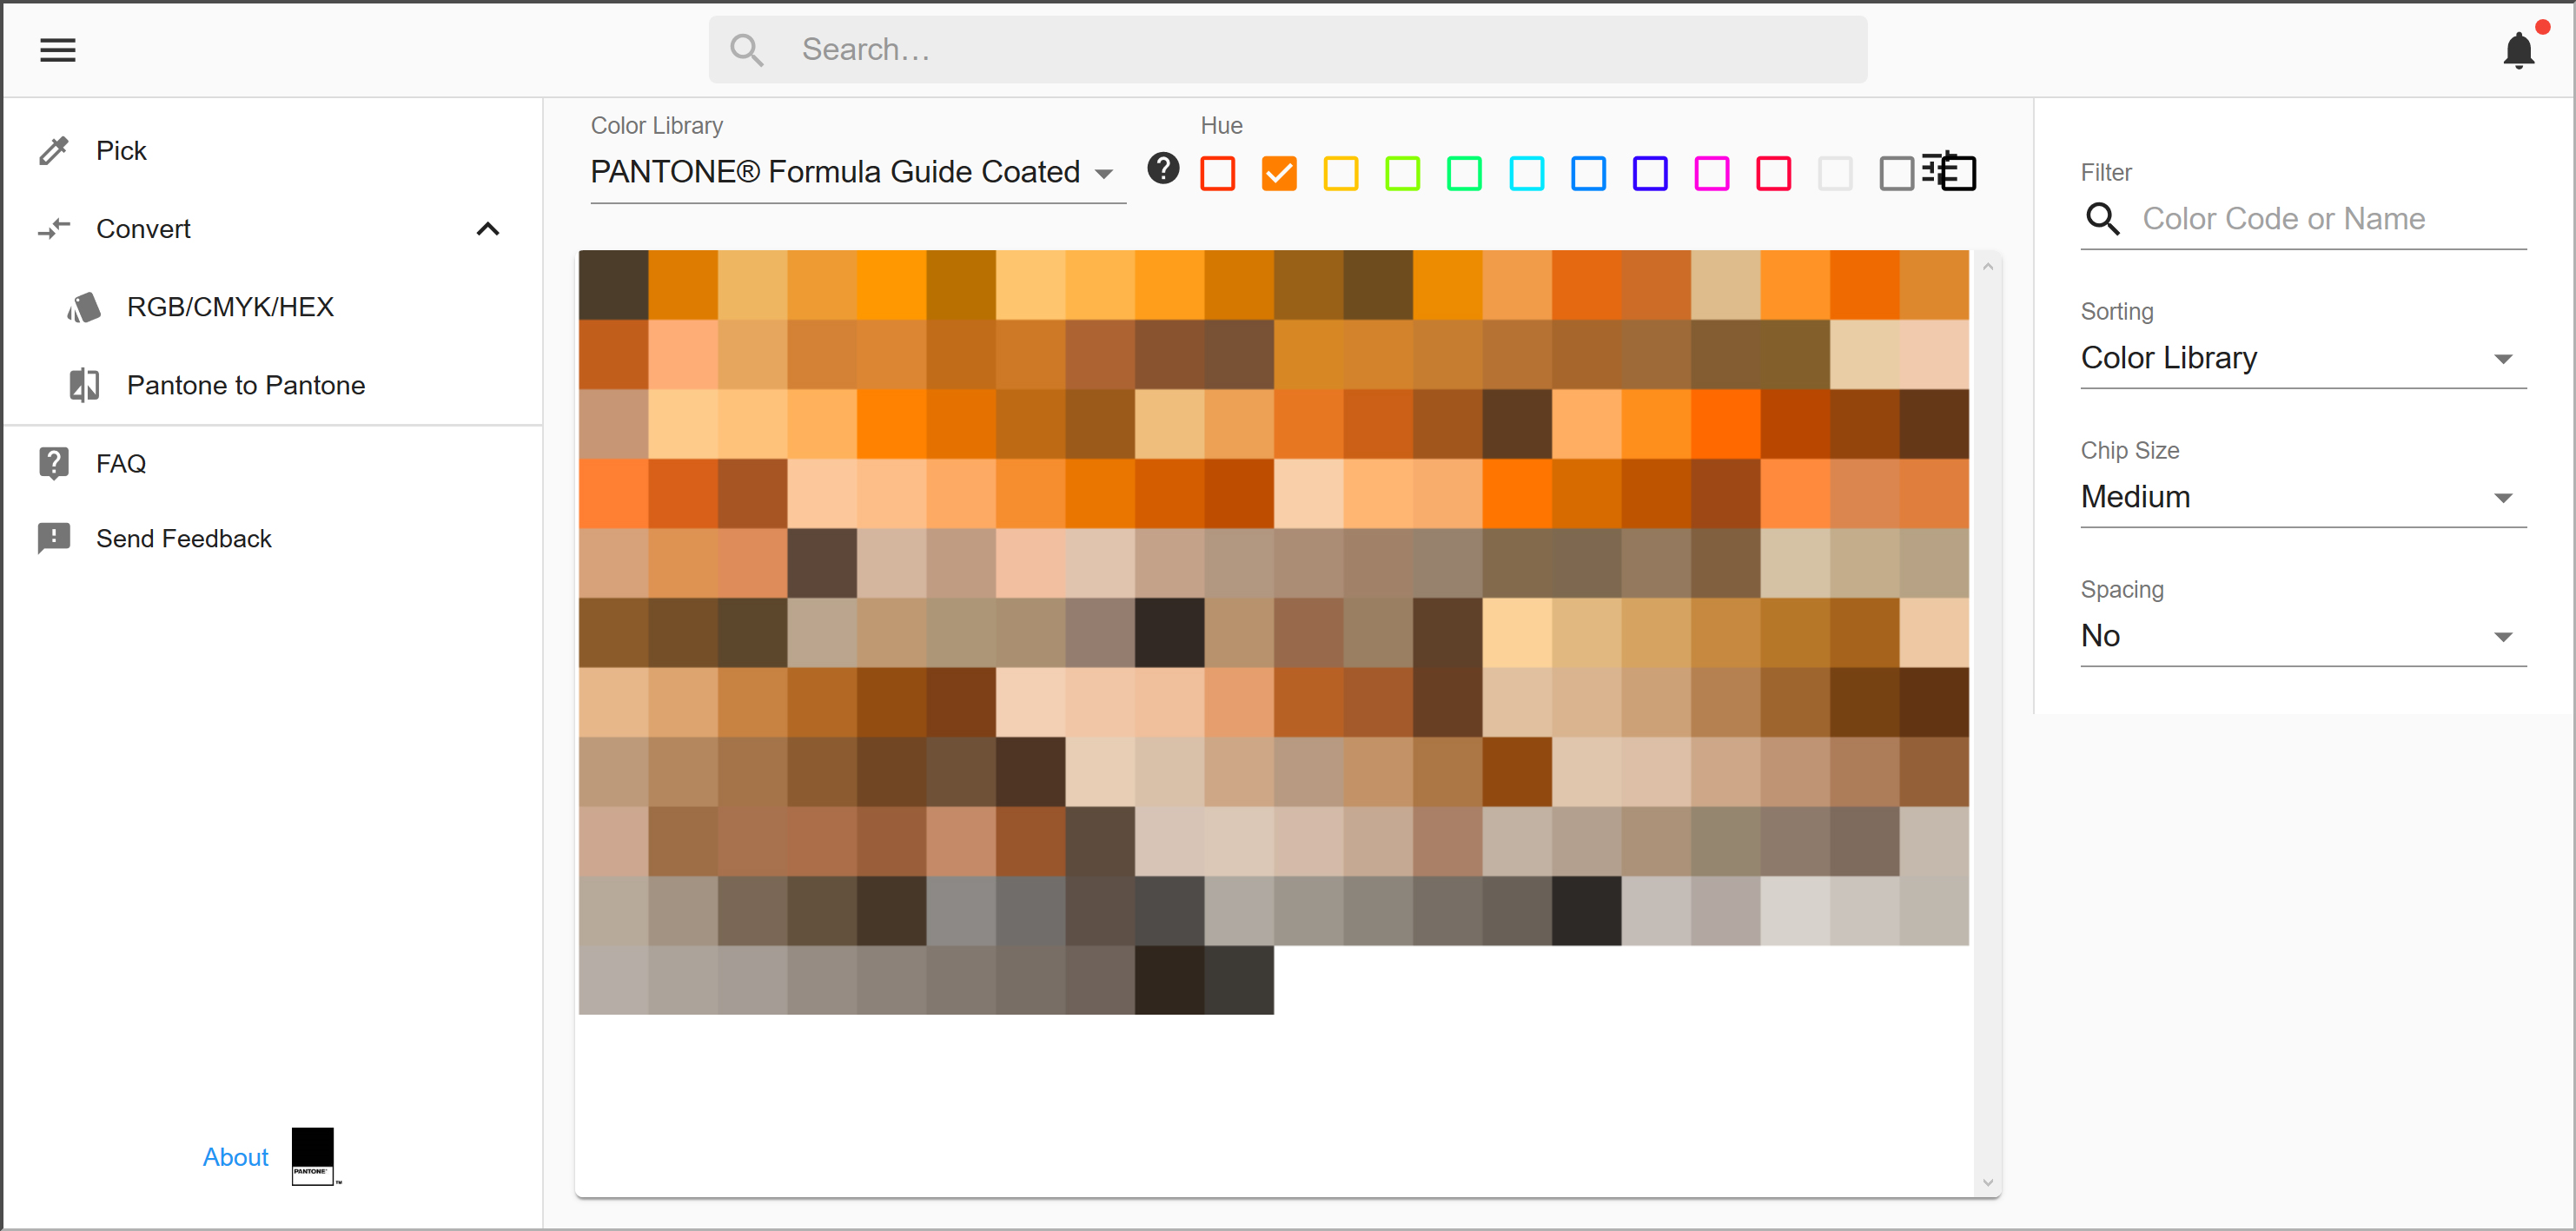 Search…
Pick
Convert
RGB/CMYK/HEX
Pantone to Pantone
FAQ
Send Feedback
About
PANTONE®
™
Color Library
PANTONE® Formula Guide Coated
Hue
Filter
Color Code or Name
Sorting
Color Library
Chip Size
Medium
Spacing
No